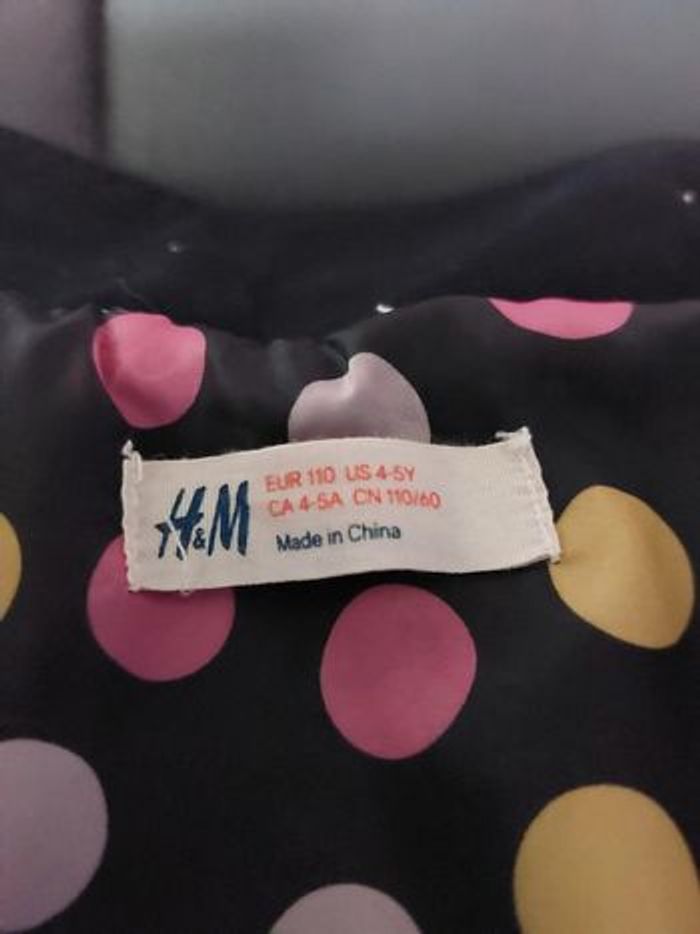 H&M
EUR 110 US 4-5Y
CA 4-5A CN 110/60
Made in China